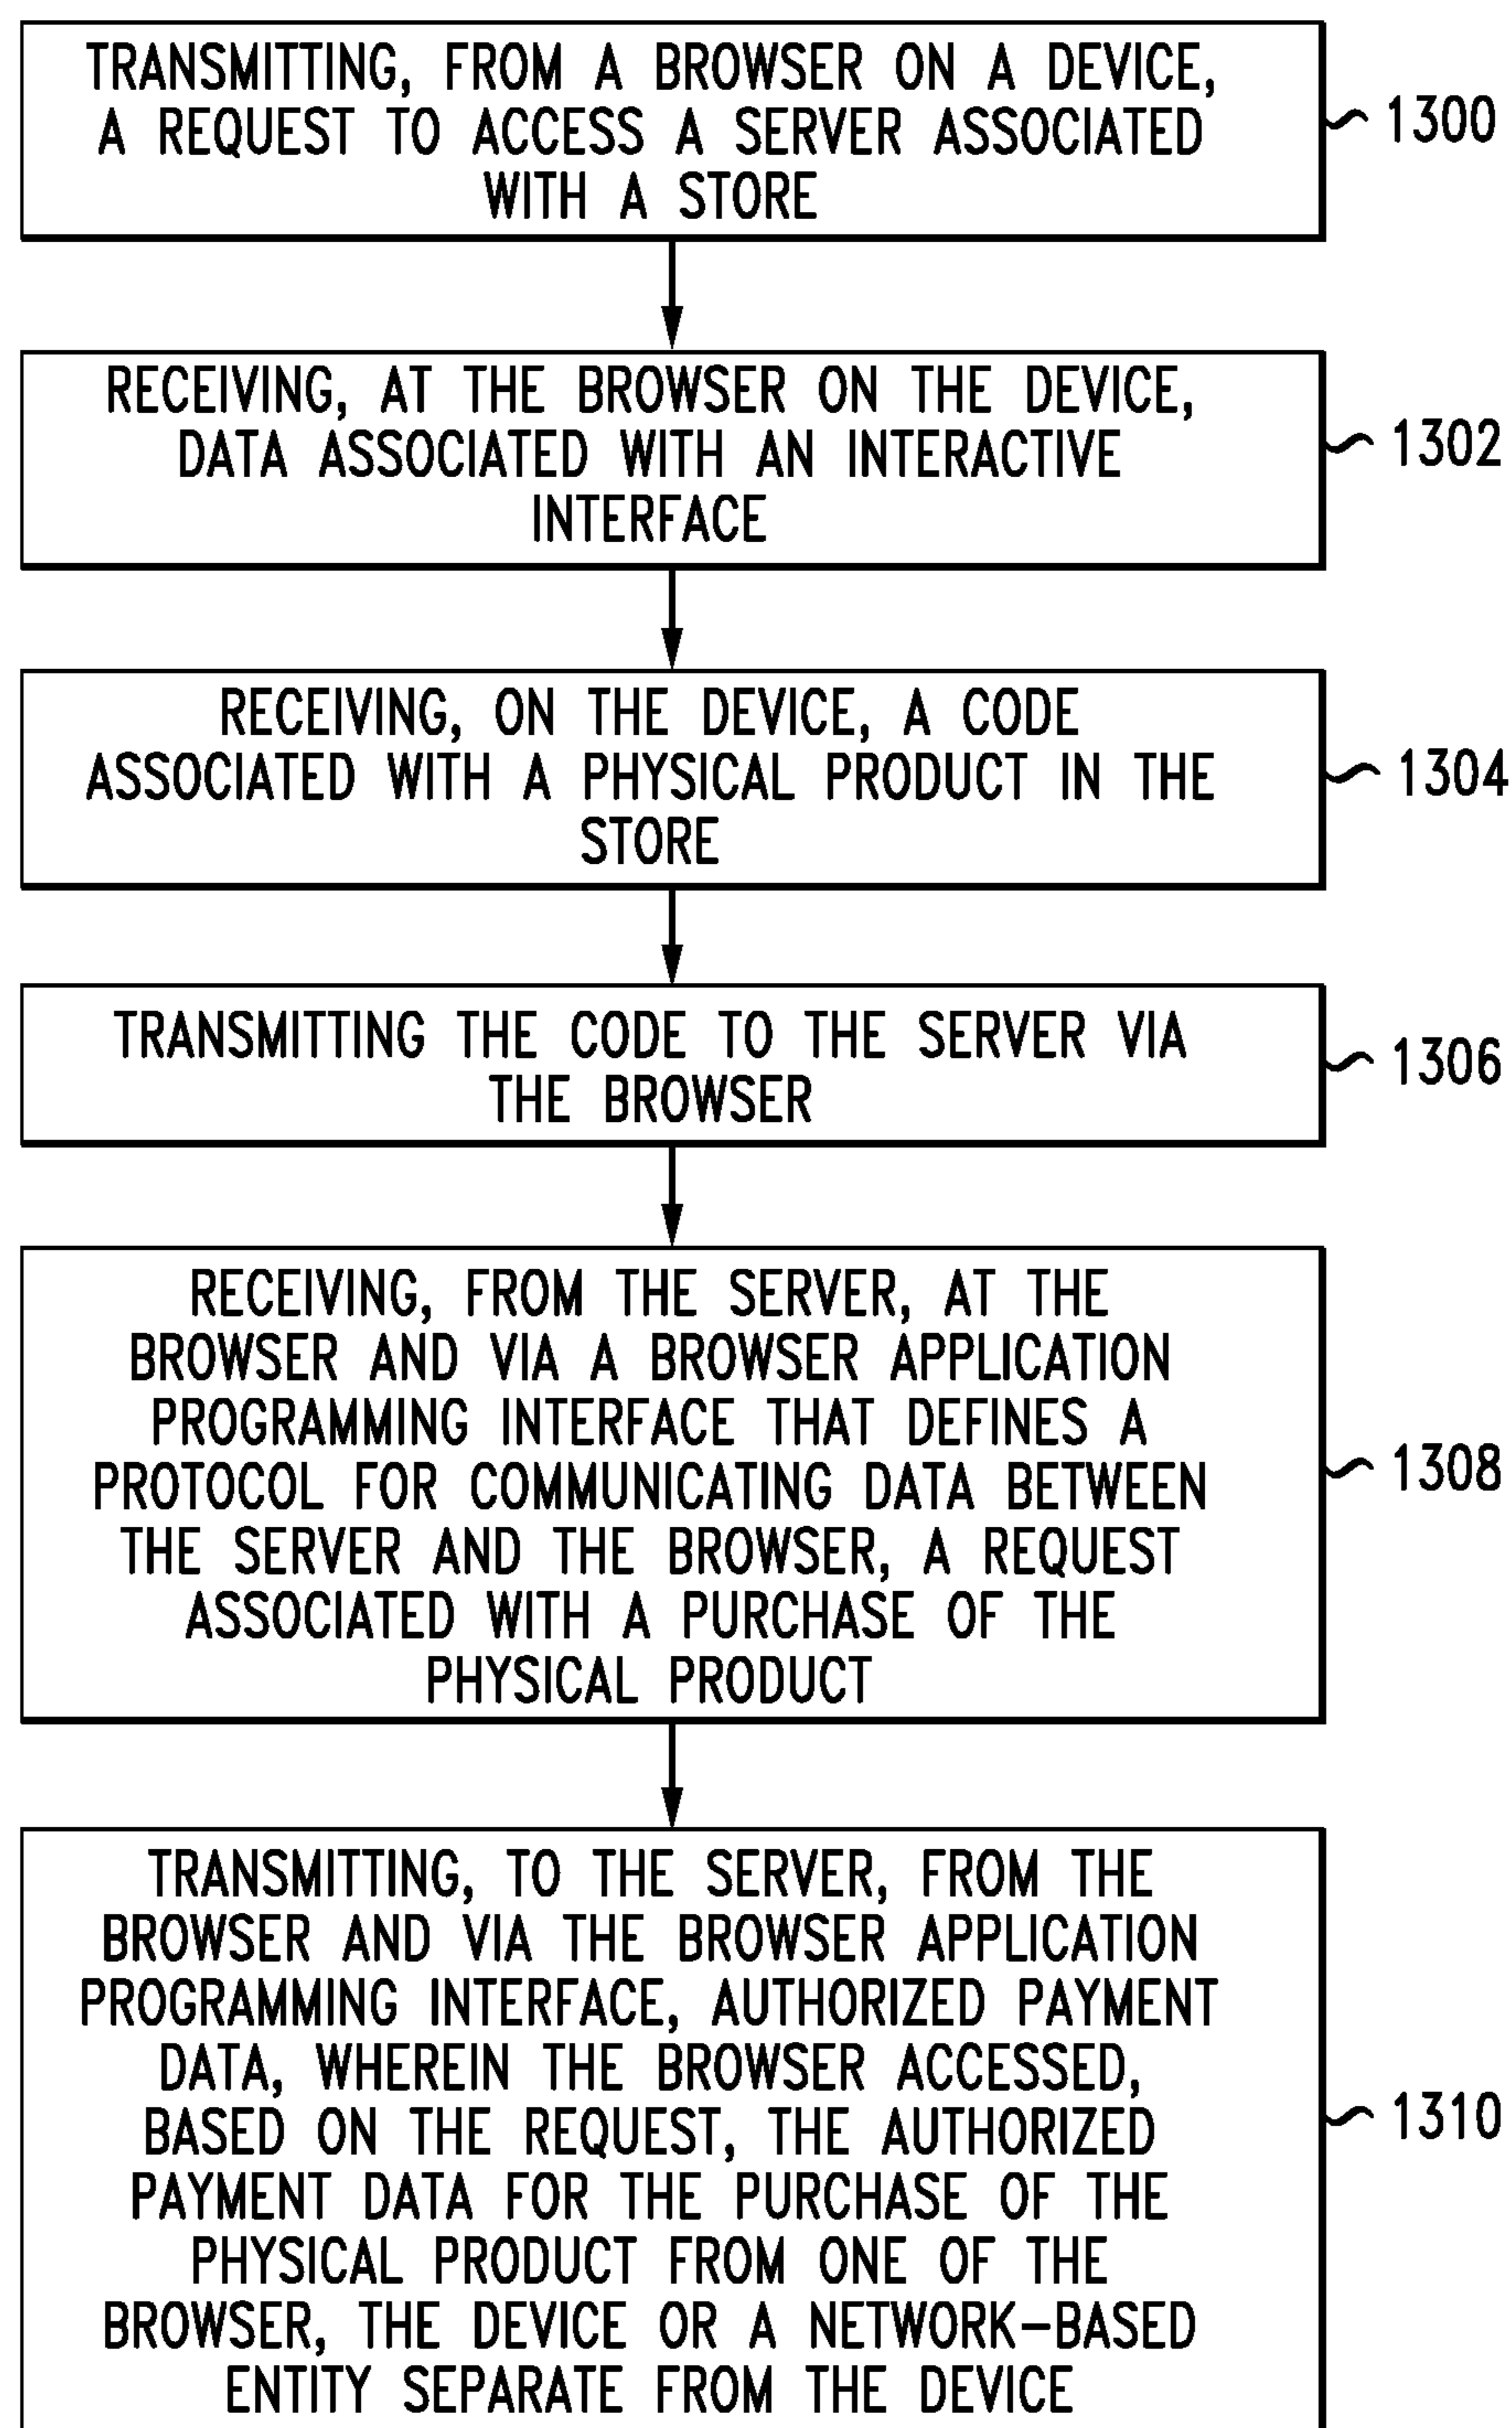 TRANSMITTING, FROM A BROWSER ON A DEVICE,
A REQUEST TO ACCESS A SERVER ASSOCIATED
WITH A STORE
1300
RECEIVING, AT THE BROWSER ON THE DEVICE,
DATA ASSOCIATED WITH AN INTERACTIVE
INTERFACE
1302
RECEIVING, ON THE DEVICE, A CODE
ASSOCIATED WITH A PHYSICAL PRODUCT IN THE
STORE
1304
TRANSMITTING THE CODE TO THE SERVER VIA
THE BROWSER
1306
RECEIVING, FROM THE SERVER, AT THE
BROWSER AND VIA A BROWSER APPLICATION
PROGRAMMING INTERFACE THAT DEFINES A
PROTOCOL FOR COMMUNICATING DATA BETWEEN
THE SERVER AND THE BROWSER, A REQUEST
ASSOCIATED WITH A PURCHASE OF THE
PHYSICAL PRODUCT
1308
TRANSMITTING, TO THE SERVER, FROM THE
BROWSER AND VIA THE BROWSER APPLICATION
PROGRAMMING INTERFACE, AUTHORIZED PAYMENT
DATA, WHEREIN THE BROWSER ACCESSED,
BASED ON THE REQUEST, THE AUTHORIZED
PAYMENT DATA FOR THE PURCHASE OF THE
PHYSICAL PRODUCT FROM ONE OF THE
BROWSER, THE DEVICE OR A NETWORK-BASED
ENTITY SEPARATE FROM THE DEVICE
1310